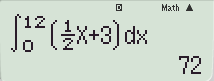 D Math ▲
∫₀¹² (½X+3) dx
72